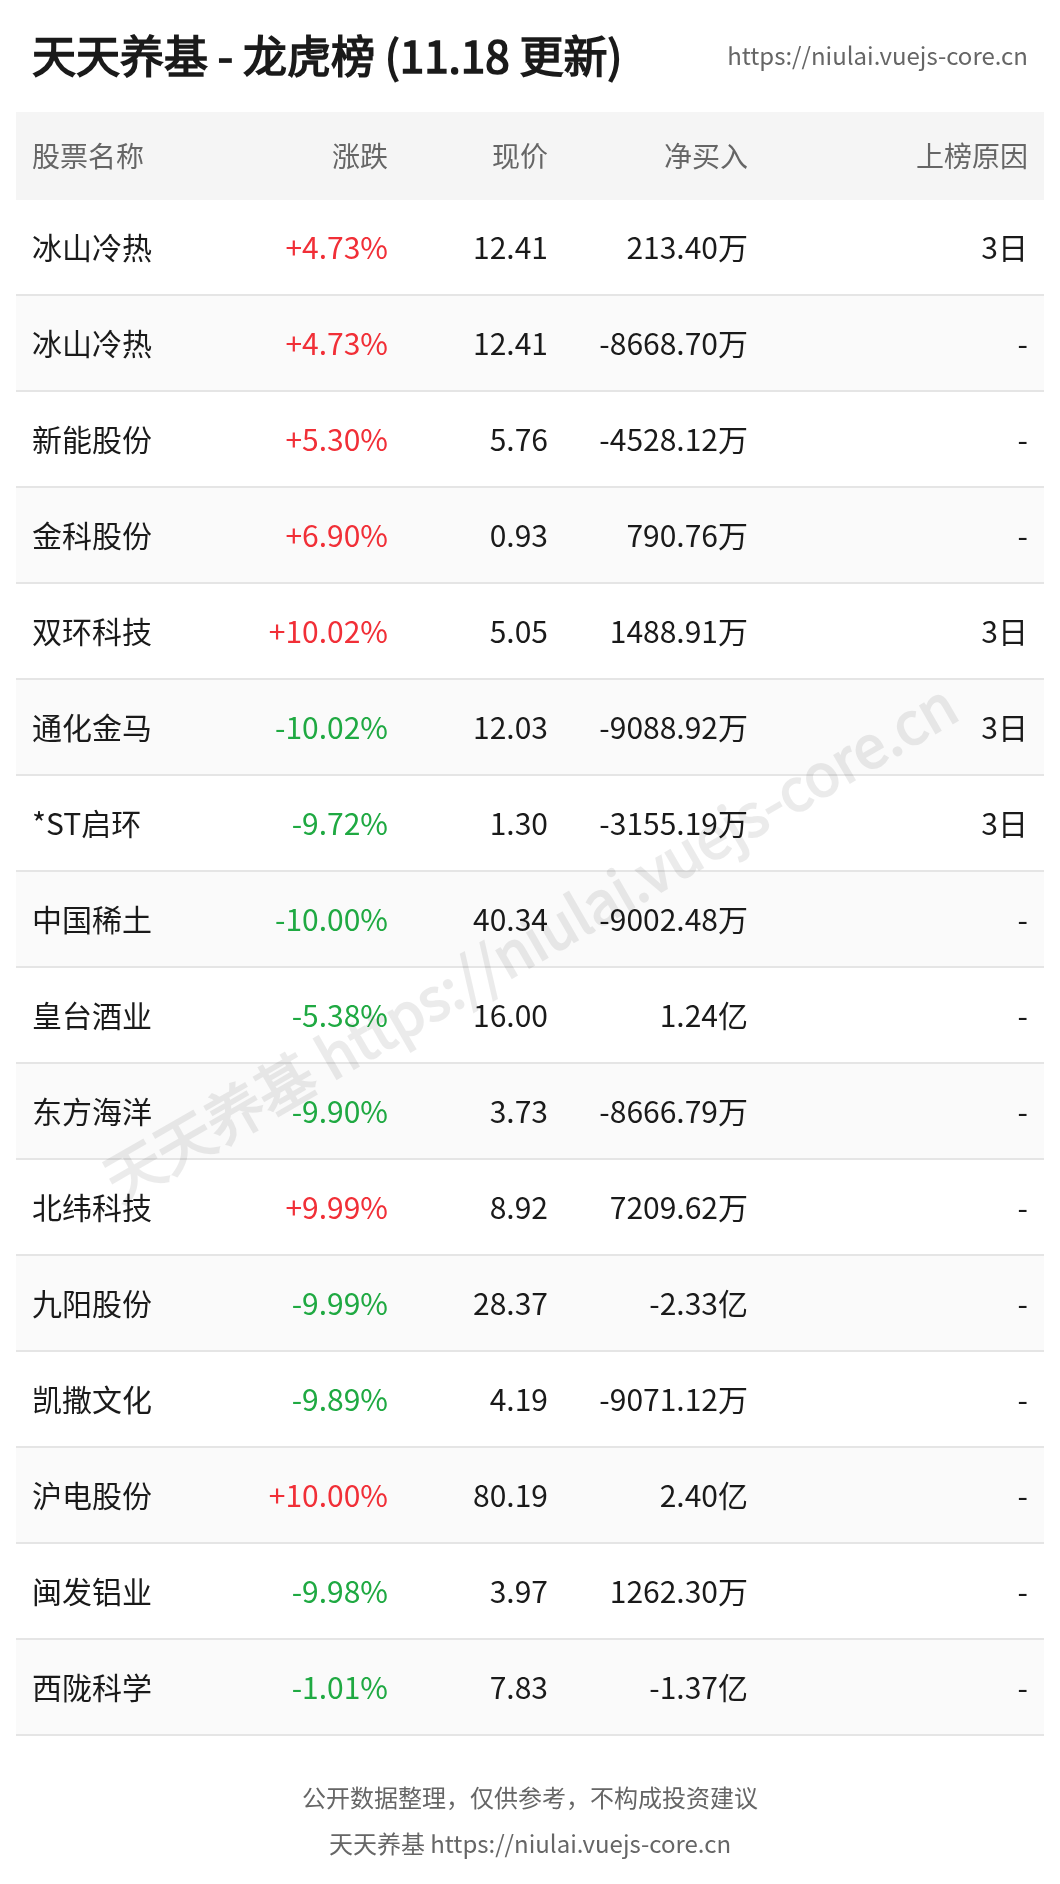 天天养基 - 龙虎榜 (11.18 更新) https://niulai.vuejs-core.cn
股票名称 涨跌 现价 净买入 上榜原因
冰山冷热 +4.73% 12.41 213.40万 3日
冰山冷热 +4.73% 12.41 -8668.70万 -
新能股份 +5.30% 5.76 -4528.12万 -
金科股份 +6.90% 0.93 790.76万 -
双环科技 +10.02% 5.05 1488.91万 3日
通化金马 -10.02% 12.03 -9088.92万 3日
*ST启环 -9.72% 1.30 -3155.19万 3日
中国稀土 -10.00% 40.34 -9002.48万 -
皇台酒业 -5.38% 16.00 1.24亿 -
东方海洋 -9.90% 3.73 -8666.79万 -
北纬科技 +9.99% 8.92 7209.62万 -
九阳股份 -9.99% 28.37 -2.33亿 -
凯撒文化 -9.89% 4.19 -9071.12万 -
沪电股份 +10.00% 80.19 2.40亿 -
闽发铝业 -9.98% 3.97 1262.30万 -
西陇科学 -1.01% 7.83 -1.37亿 -
天天养基 https://niulai.vuejs-core.cn
公开数据整理，仅供参考，不构成投资建议
天天养基 https://niulai.vuejs-core.cn